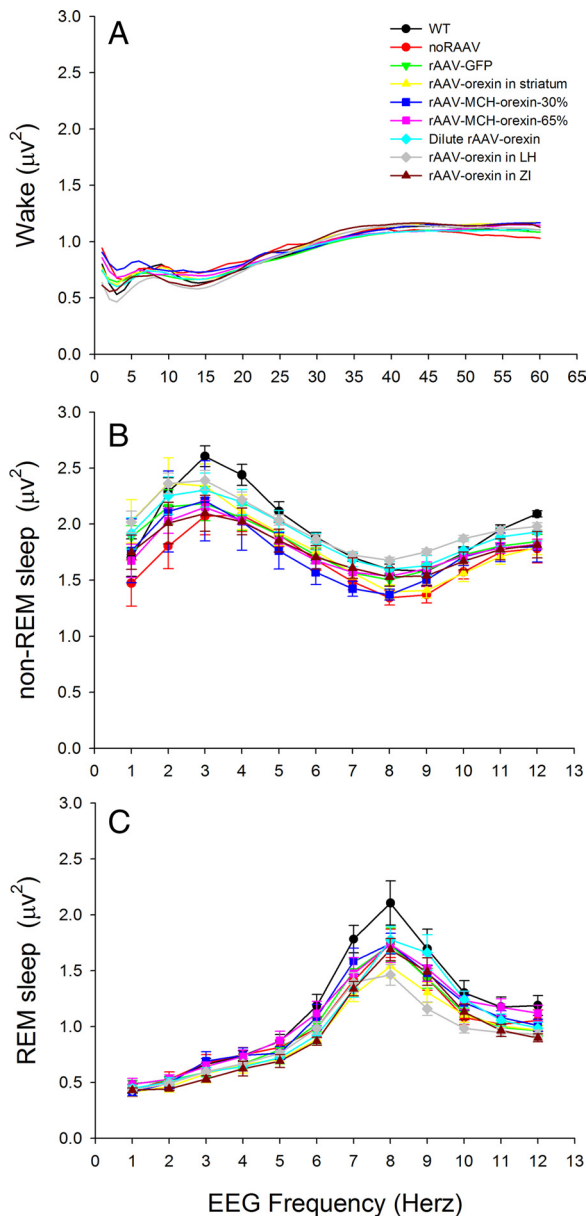 A
WT
noRAAV
rAAV-GFP
rAAV-orexin in striatum
rAAV-MCH-orexin-30%
rAAV-MCH-orexin-65%
Dilute rAAV-orexin
rAAV-orexin in LH
rAAV-orexin in ZI
Wake (μv²)
3.0
2.5
2.0
1.5
1.0
0.5
0.0
0 5 10 15 20 25 30 35 40 45 50 55 60 65
B
non-REM sleep (μv²)
3.0
2.5
2.0
1.5
1.0
0.5
0.0
0 1 2 3 4 5 6 7 8 9 10 11 12 13
C
REM sleep (μv²)
3.0
2.5
2.0
1.5
1.0
0.5
0.0
0 1 2 3 4 5 6 7 8 9 10 11 12 13
EEG Frequency (Herz)